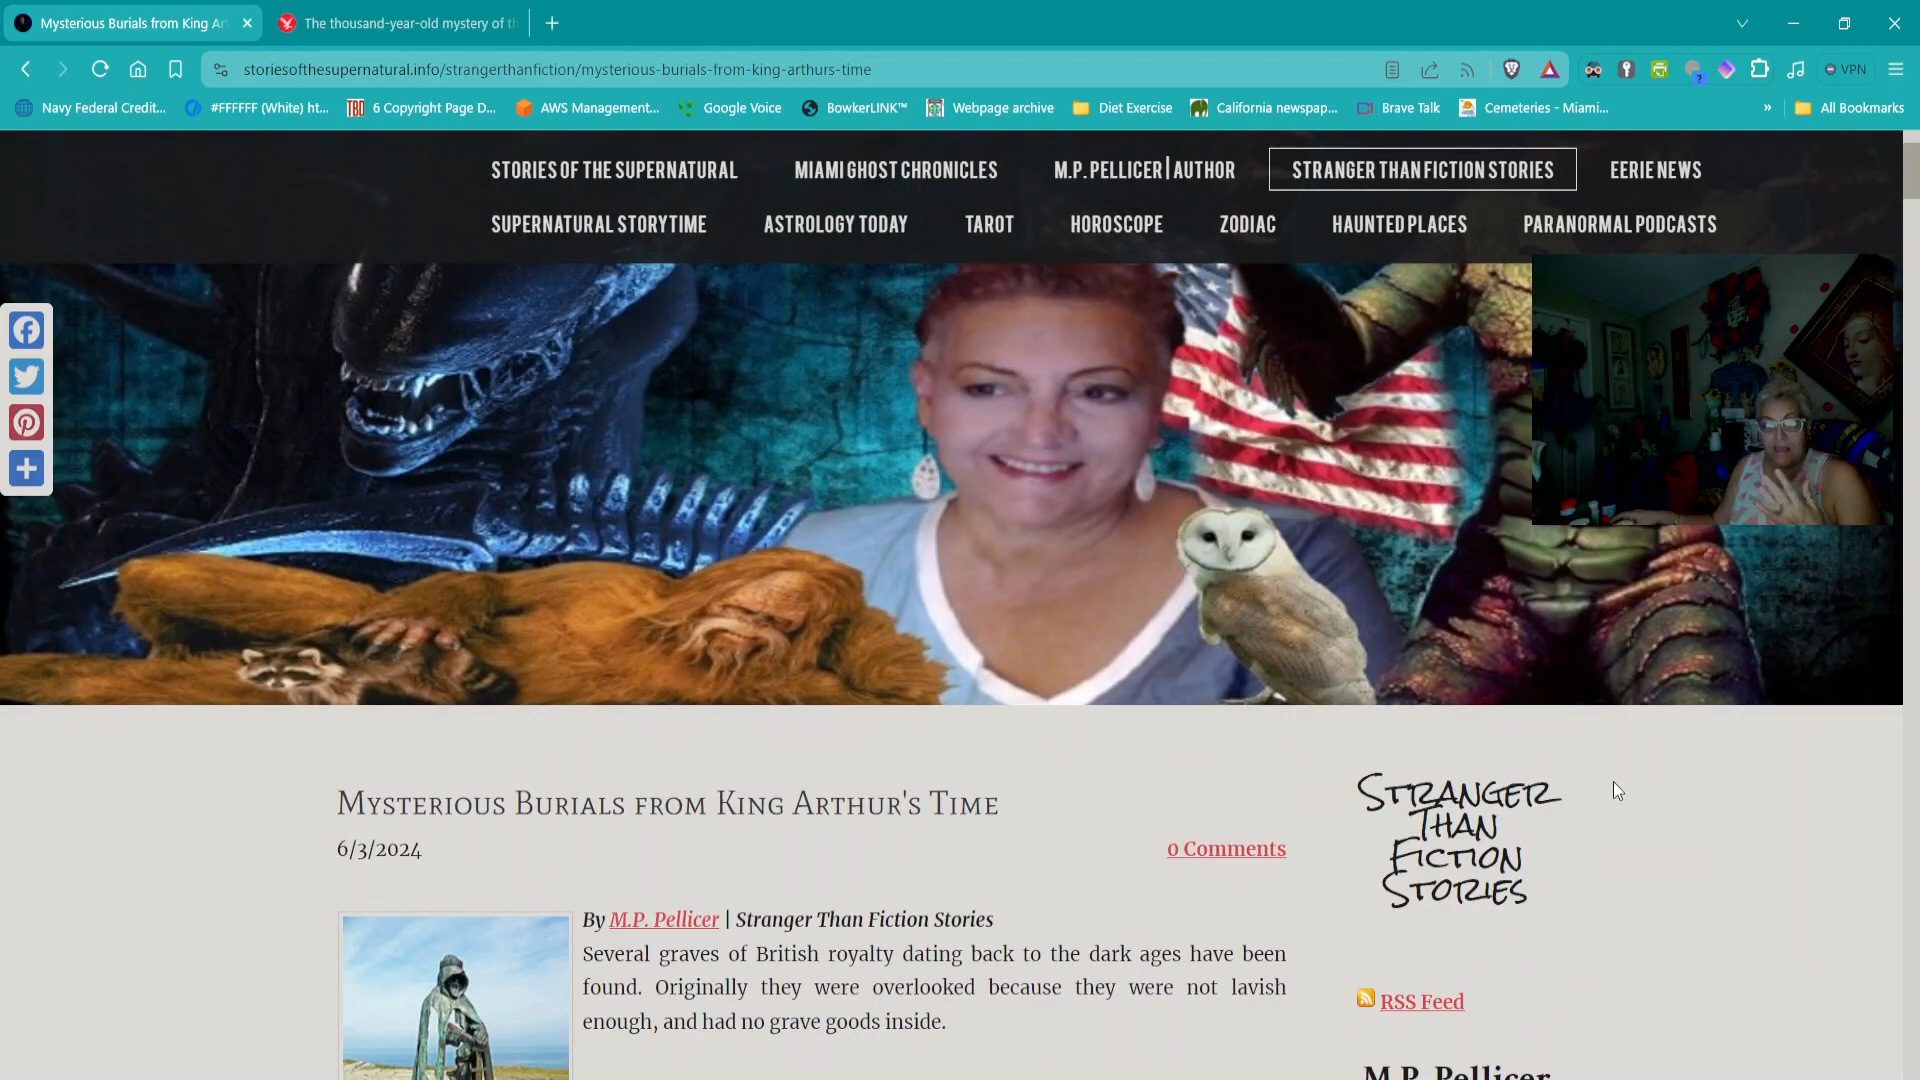 Mysterious Burials from King Ar
The thousand-year-old mystery of th
storiesofthesupernatural.info/strangerthanfiction/mysterious-burials-from-king-arthurs-time
VPN
Navy Federal Credit...
#FFFFFF (White) ht...
TBD
6 Copyright Page D...
AWS Management...
Google Voice
BowkerLINK™
Webpage archive
Diet Exercise
California newspap...
Brave Talk
Cemeteries - Miami...
»
All Bookmarks
STORIES OF THE SUPERNATURAL
MIAMI GHOST CHRONICLES
M.P. PELLICER | AUTHOR
STRANGER THAN FICTION STORIES
EERIE NEWS
SUPERNATURAL STORYTIME
ASTROLOGY TODAY
TAROT
HOROSCOPE
ZODIAC
HAUNTED PLACES
PARANORMAL PODCASTS
Mysterious Burials from King Arthur's Time
6/3/2024
0 Comments
By M.P. Pellicer | Stranger Than Fiction Stories
Several graves of British royalty dating back to the dark ages have been
found. Originally they were overlooked because they were not lavish
enough, and had no grave goods inside.
Stranger
Than
Fiction
Stories
RSS Feed
M.P. Pellicer